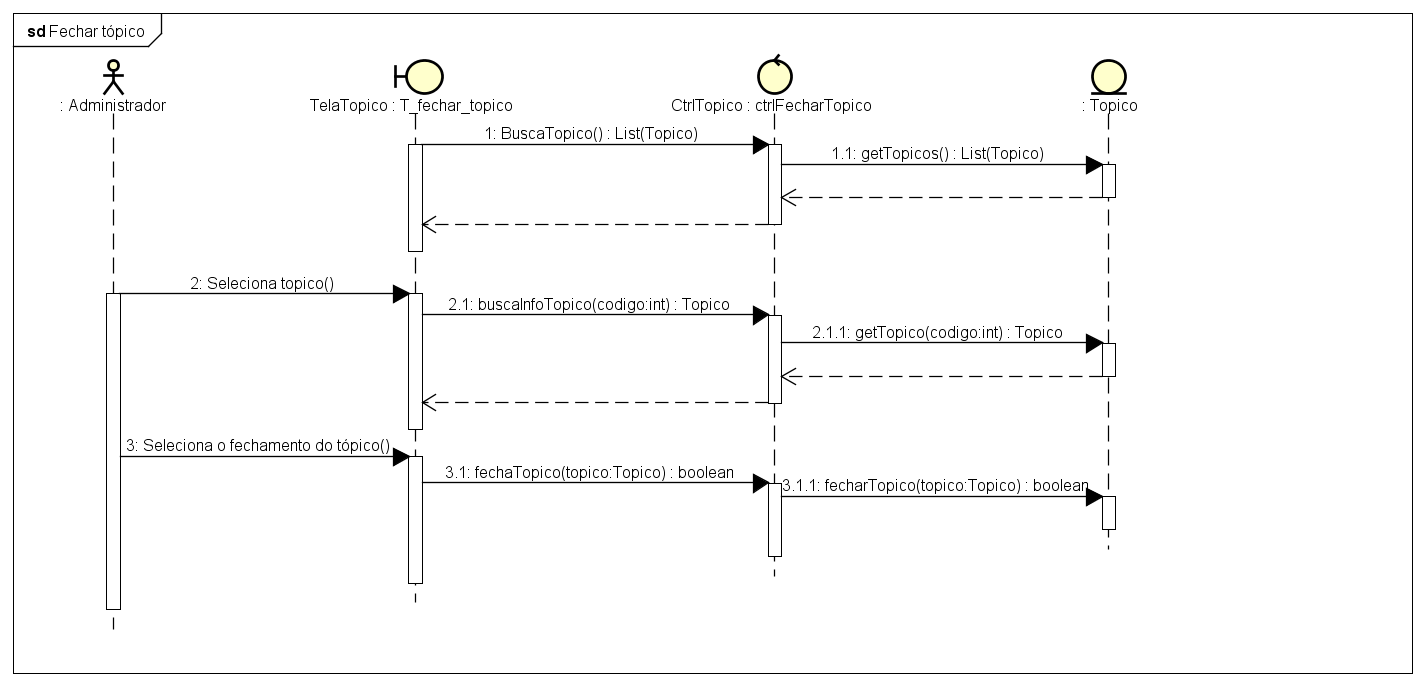 sd Fechar tópico
: Administrador
TelaTopico : T_fechar_topico
CtrlTopico : ctrlFecharTopico
: Topico
1: BuscaTopico() : List(Topico)
1.1: getTopicos() : List(Topico)
2: Seleciona topico()
2.1: buscaInfoTopico(codigo:int) : Topico
2.1.1: getTopico(codigo:int) : Topico
3: Seleciona o fechamento do tópico()
3.1: fechaTopico(topico:Topico) : boolean
3.1.1: fecharTopico(topico:Topico) : boolean